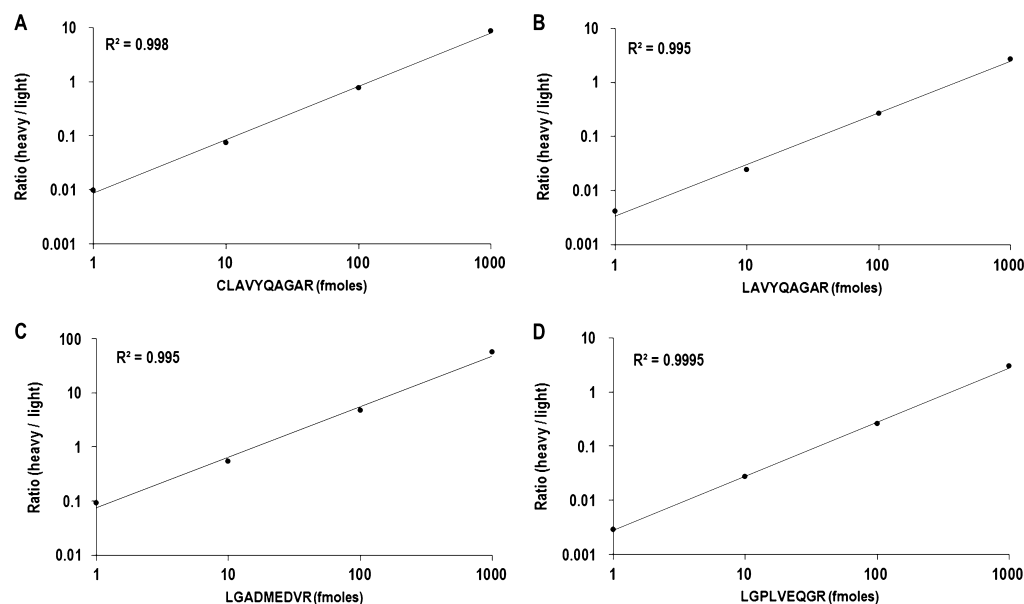 A
R² = 0.998
Ratio (heavy / light)
10
1
0.1
0.01
0.001
1 10 100 1000
CLAVYQAGAR (fmoles)
B
R² = 0.995
Ratio (heavy / light)
10
1
0.1
0.01
0.001
1 10 100 1000
LAVYQAGAR (fmoles)
C
R² = 0.995
Ratio (heavy / light)
100
10
1
0.1
0.01
1 10 100 1000
LGADMEDVR (fmoles)
D
R² = 0.9995
Ratio (heavy / light)
10
1
0.1
0.01
0.001
1 10 100 1000
LGPLVEQGR (fmoles)